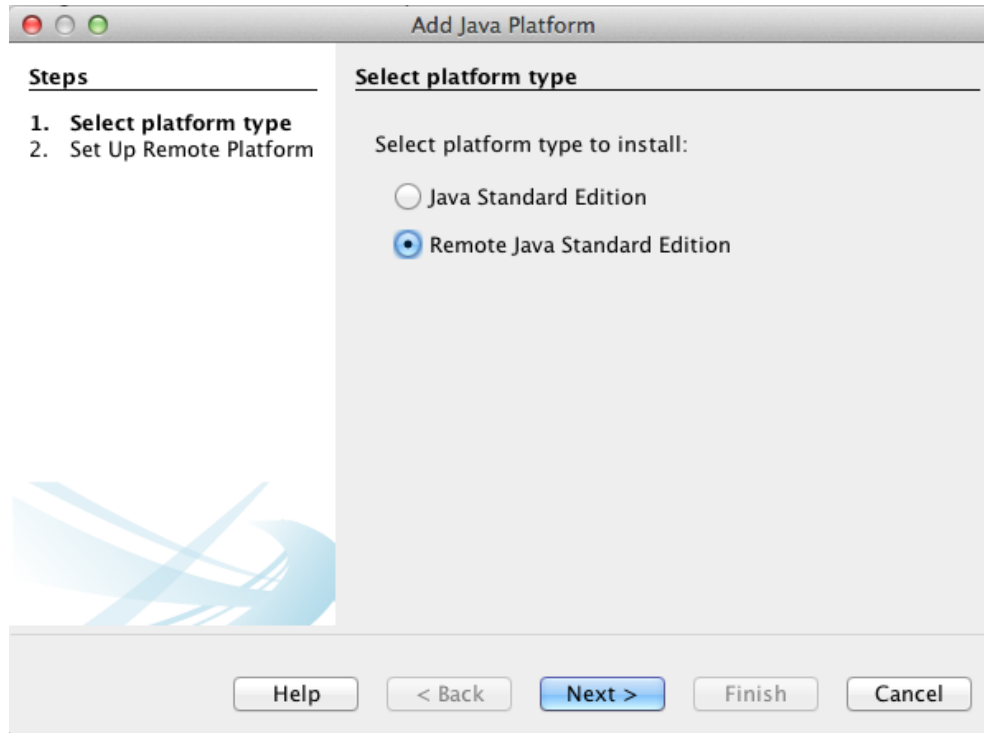 Add Java Platform
Steps
1. Select platform type
2. Set Up Remote Platform
Select platform type
Select platform type to install:
Java Standard Edition
Remote Java Standard Edition
Help
< Back
Next >
Finish
Cancel